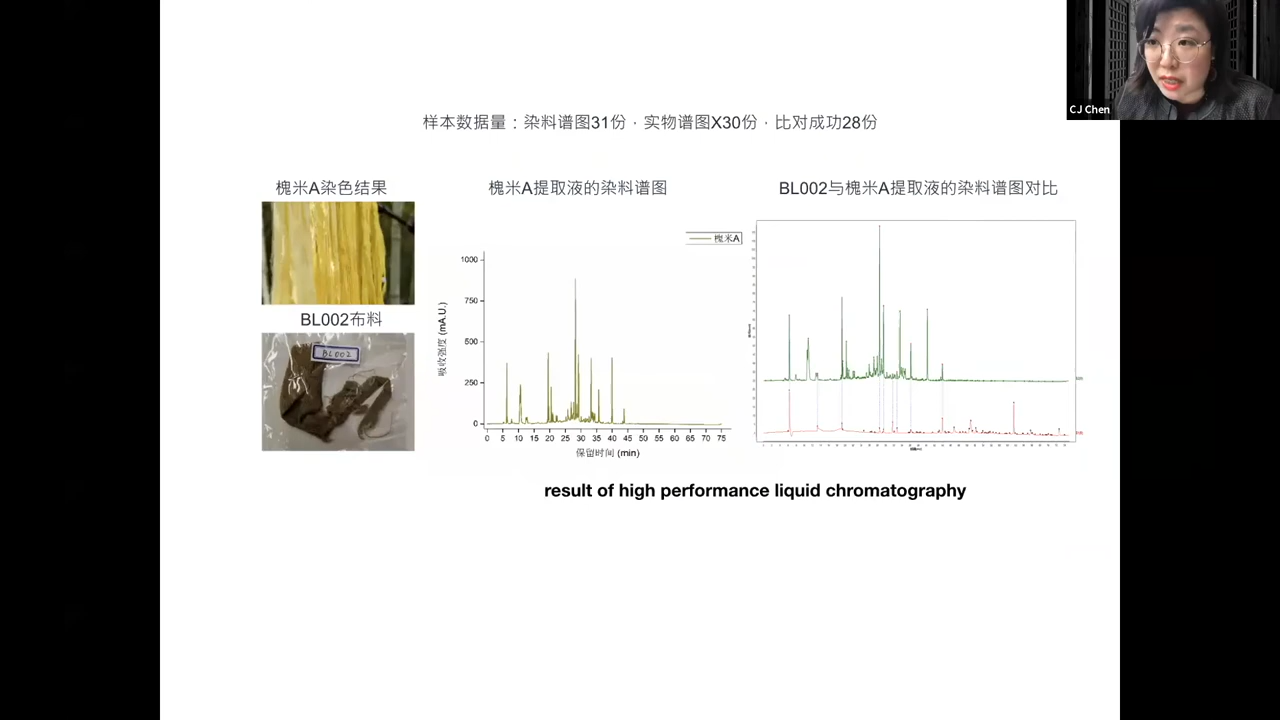 CJ Chen
样本数据量：染料谱图31份，实物谱图X30份，比对成功28份
槐米A染色结果
槐米A提取液的染料谱图
BL002与槐米A提取液的染料谱图对比
槐米A
1000
750
500
250
0
吸收强度 (mA.U.)
0 5 10 15 20 25 30 35 40 45 50 55 60 65 70 75
保留时间 (min)
BL002布料
BL002
result of high performance liquid chromatography